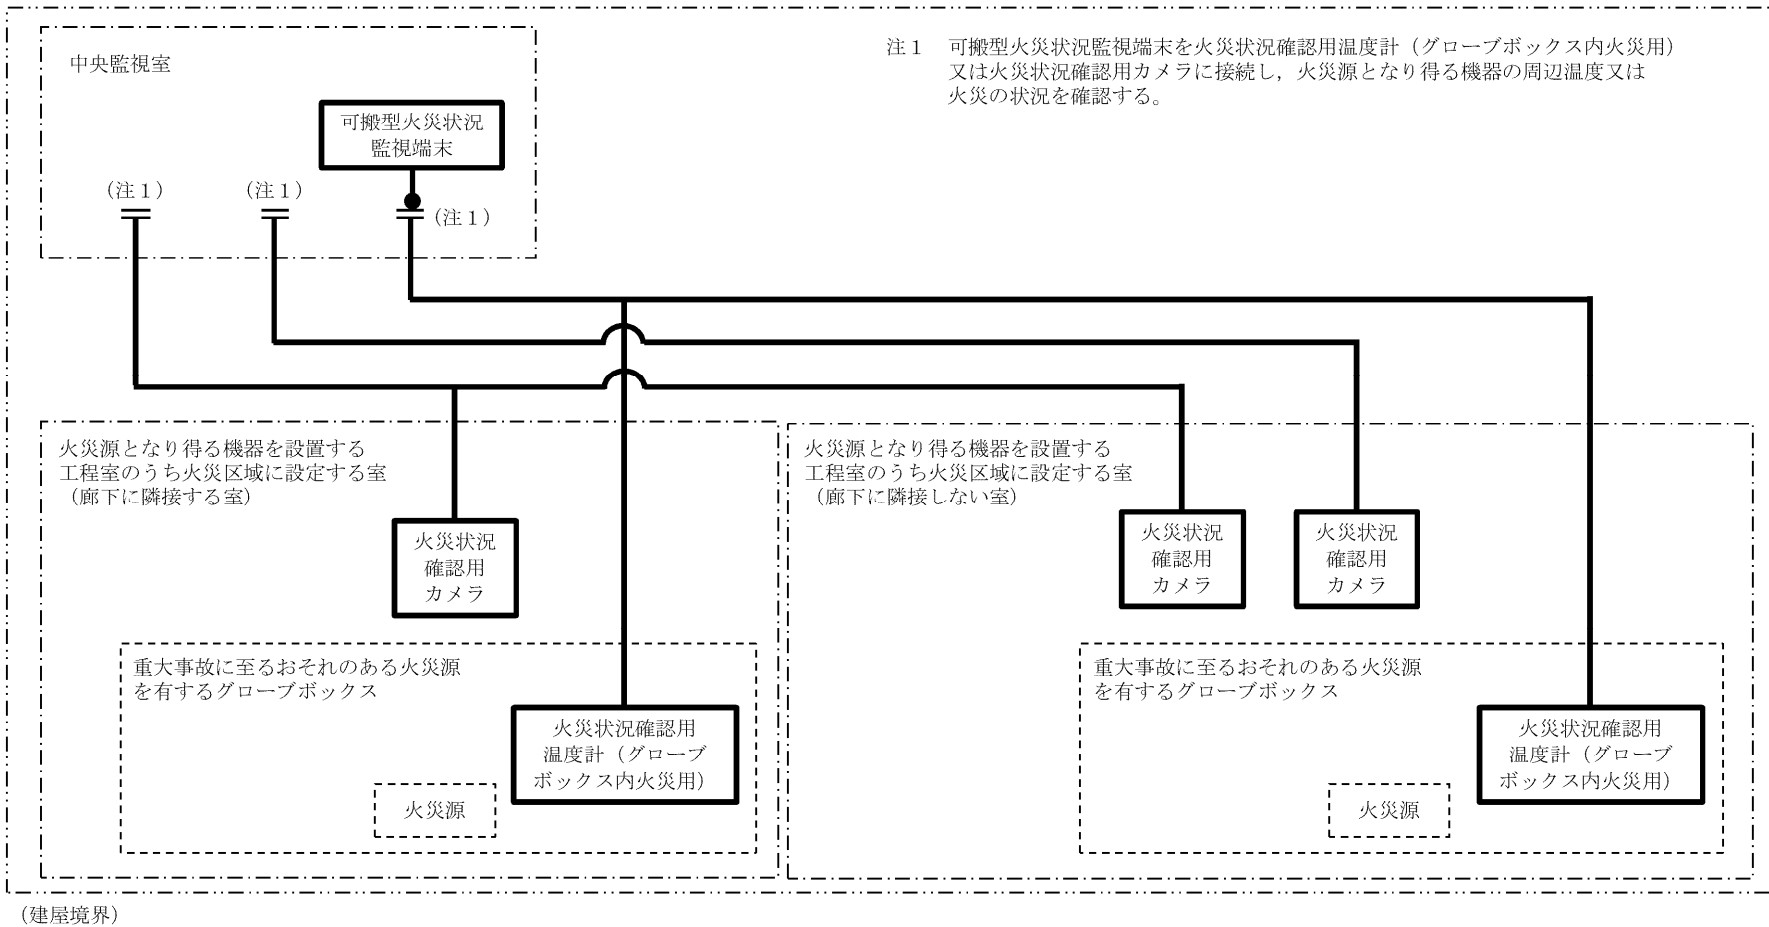 中央監視室
注１　可搬型火災状況監視端末を火災状況確認用温度計（グローブボックス内火災用）
又は火災状況確認用カメラに接続し，火災源となり得る機器の周辺温度又は
火災の状況を確認する。
可搬型火災状況
監視端末
（注１）
（注１）
（注１）
火災源となり得る機器を設置する
工程室のうち火災区域に設定する室
（廊下に隣接する室）
火災源となり得る機器を設置する
工程室のうち火災区域に設定する室
（廊下に隣接しない室）
火災状況
確認用
カメラ
火災状況
確認用
カメラ
火災状況
確認用
カメラ
重大事故に至るおそれのある火災源
を有するグローブボックス
火災状況確認用
温度計（グローブ
ボックス内火災用）
火災源
重大事故に至るおそれのある火災源
を有するグローブボックス
火災状況確認用
温度計（グローブ
ボックス内火災用）
火災源
（建屋境界）